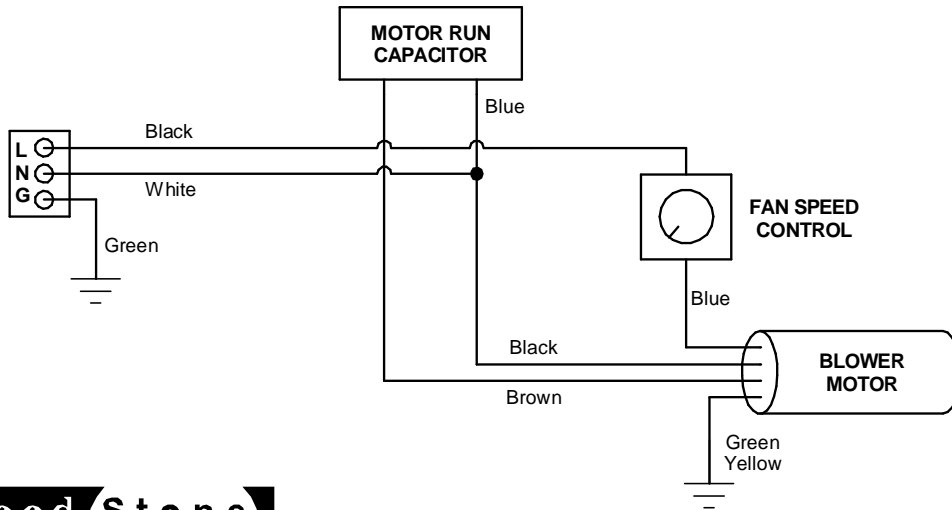 MOTOR RUN
CAPACITOR
Blue
Black
L
N
White
G
FAN SPEED
CONTROL
Green
Blue
Black
BLOWER
MOTOR
Brown
Green
Yellow